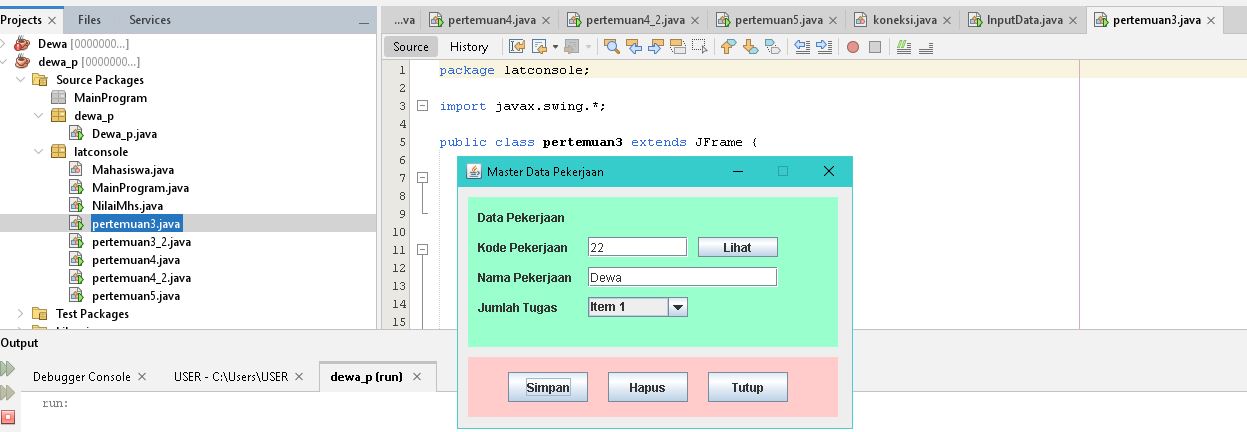 Projects × Files Services
Dewa [0000000...]
dewa_p [0000000...]
Source Packages
MainProgram
dewa_p
Dewa_p.java
latconsole
Mahasiswa.java
MainProgram.java
NilaiMhs.java
pertemuan3.java
pertemuan3_2.java
pertemuan4.java
pertemuan4_2.java
pertemuan5.java
Test Packages
...va pertemuan4.java × pertemuan4_2.java × pertemuan5.java × koneksi.java × InputData.java × pertemuan3.java ×
Source History
1 package latconsole;
2
3 import javax.swing.*;
4
5 public class pertemuan3 extends JFrame {
6
7
8
9
10
11
12
13
14
15
Master Data Pekerjaan
Data Pekerjaan
Kode Pekerjaan 22 Lihat
Nama Pekerjaan Dewa
Jumlah Tugas Item 1
Simpan Hapus Tutup
Output
Debugger Console × USER - C:\Users\USER × dewa_p (run) ×
run: